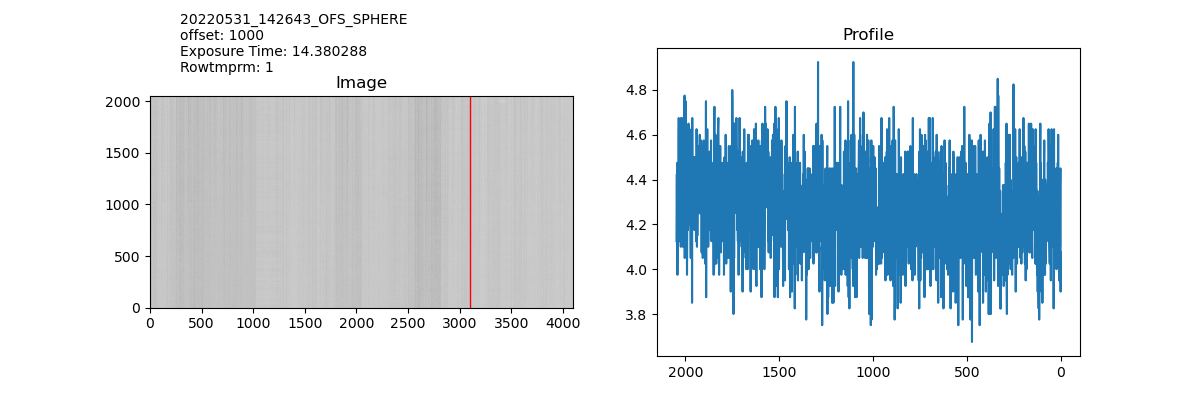 20220531_142643_OFS_SPHERE
offset: 1000
Exposure Time: 14.380288
Rowtmprm: 1
Image
2000
1500
1000
500
0
0 500 1000 1500 2000 2500 3000 3500 4000
Profile
4.8
4.6
4.4
4.2
4.0
3.8
2000 1500 1000 500 0